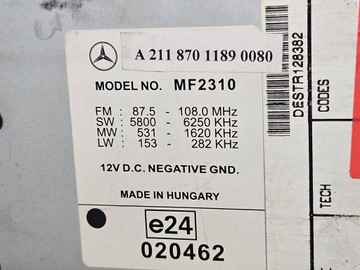 A 211 870 1189 0080
MODEL NO. MF2310
FM : 87.5 - 108.0 MHz
SW : 5800 - 6250 KHz
MW : 531 - 1620 KHz
LW : 153 - 282 KHz
12V D.C. NEGATIVE GND.
MADE IN HUNGARY
e24
020462
DESTR128382
CODES
TECH